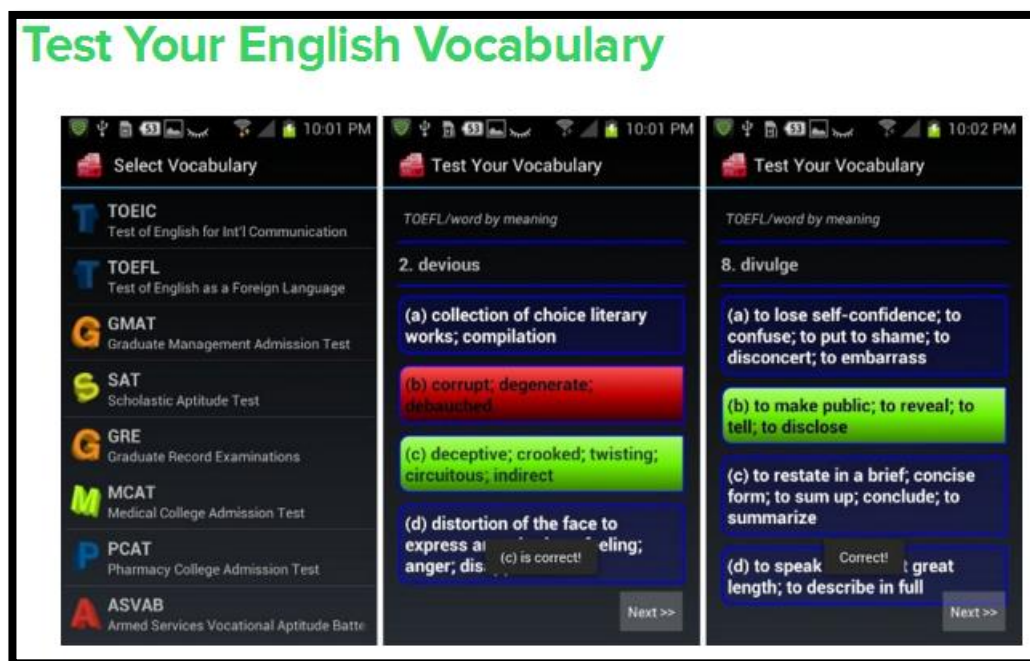 Test Your English Vocabulary
53 10:01 PM
Select Vocabulary
TOEIC
Test of English for Int'l Communication
TOEFL
Test of English as a Foreign Language
GMAT
Graduate Management Admission Test
SAT
Scholastic Aptitude Test
GRE
Graduate Record Examinations
MCAT
Medical College Admission Test
PCAT
Pharmacy College Admission Test
ASVAB
Armed Services Vocational Aptitude Batte
53 10:01 PM
Test Your Vocabulary
TOEFL/word by meaning
2. devious
(a) collection of choice literary
works; compilation
(b) corrupt; degenerate;
debauched
(c) deceptive; crooked; twisting;
circuitous; indirect
(d) distortion of the face to
express eling;
anger;
(c) is correct!
Next >>
53 10:02 PM
Test Your Vocabulary
TOEFL/word by meaning
8. divulge
(a) to lose self-confidence; to
confuse; to put to shame; to
disconcert; to embarrass
(b) to make public; to reveal; to
tell; to disclose
(c) to restate in a brief; concise
form; to sum up; conclude; to
summarize
(d) to speak great
length; to describe in full
Correct!
Next >>